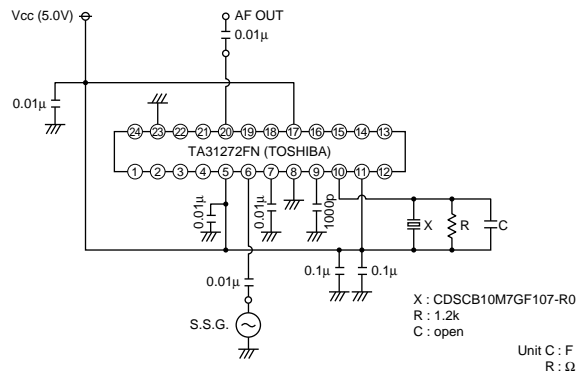 Vcc (5.0V)
AF OUT
0.01µ
0.01µ
24 23 22 21 20 19 18 17 16 15 14 13
TA31272FN (TOSHIBA)
1 2 3 4 5 6 7 8 9 10 11 12
0.01µ
0.01µ
1000p
X
R
C
0.01µ
0.1µ
0.1µ
S.S.G.
X : CDSCB10M7GF107-R0
R : 1.2k
C : open
Unit C : F
R : Ω